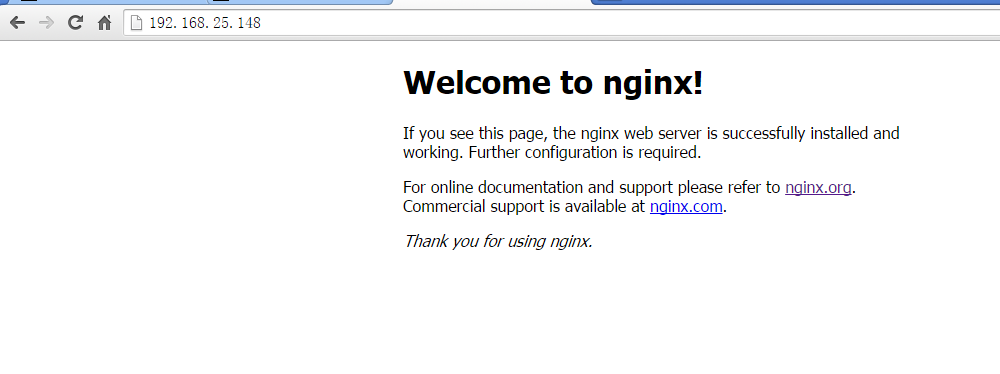 192.168.25.148
Welcome to nginx!
If you see this page, the nginx web server is successfully installed and
working. Further configuration is required.
For online documentation and support please refer to nginx.org.
Commercial support is available at nginx.com.
Thank you for using nginx.